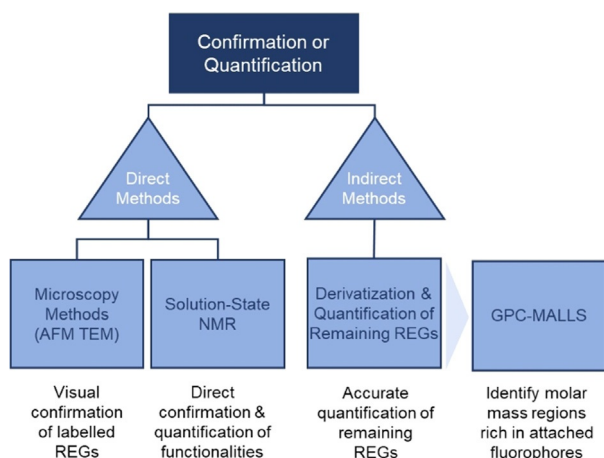 Confirmation or
Quantification
Direct
Methods
Indirect
Methods
Microscopy
Methods
(AFM TEM)
Solution-State
NMR
Derivatization &
Quantification of
Remaining REGs
GPC-MALLS
Visual
confirmation
of labelled
REGs
Direct
confirmation &
quantification of
functionalities
Accurate
quantification of
remaining
REGs
Identify molar
mass regions
rich in attached
fluorophores